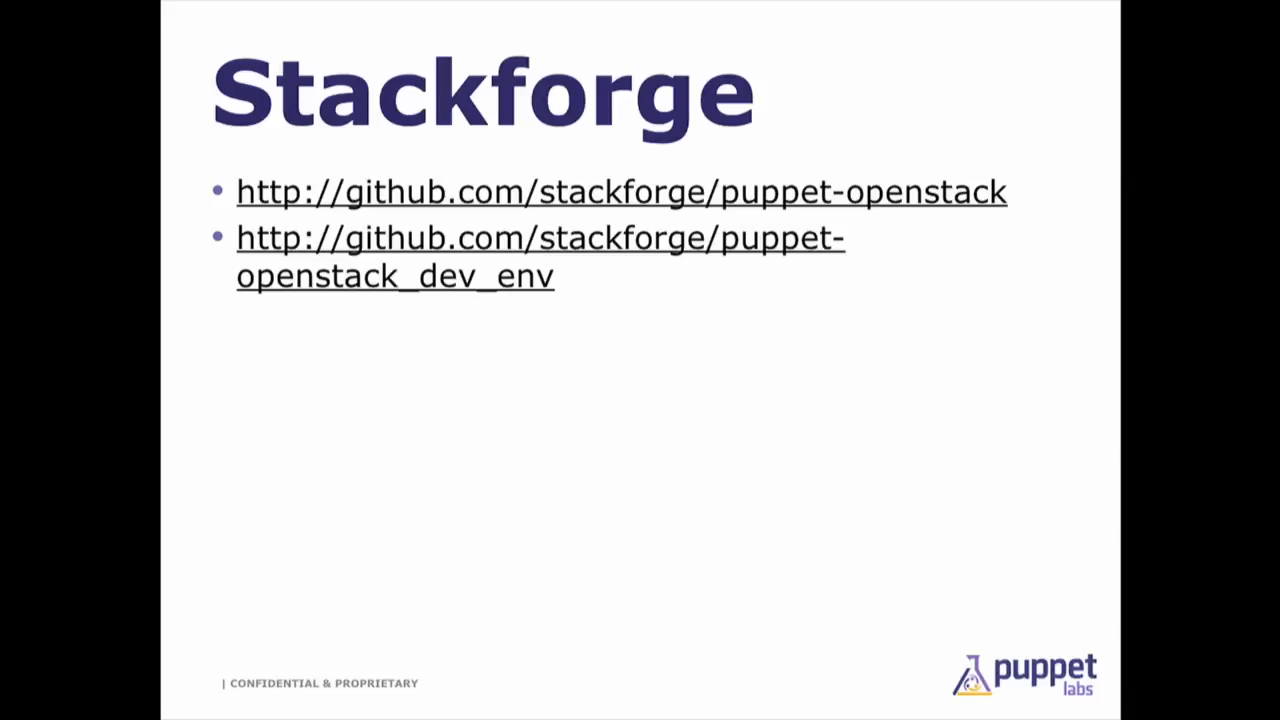 Stackforge
• http://github.com/stackforge/puppet-openstack
• http://github.com/stackforge/puppet-
openstack_dev_env
| CONFIDENTIAL & PROPRIETARY
puppet
labs